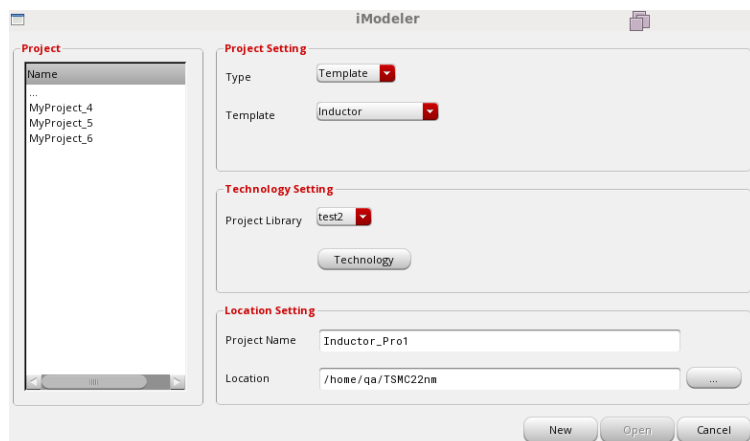 iModeler
Project
Name
...
MyProject_4
MyProject_5
MyProject_6
Project Setting
Type
Template
Template
Inductor
Technology Setting
Project Library
test2
Technology
Location Setting
Project Name
Inductor_Pro1
Location
/home/qa/TSMC22nm
...
New
Open
Cancel